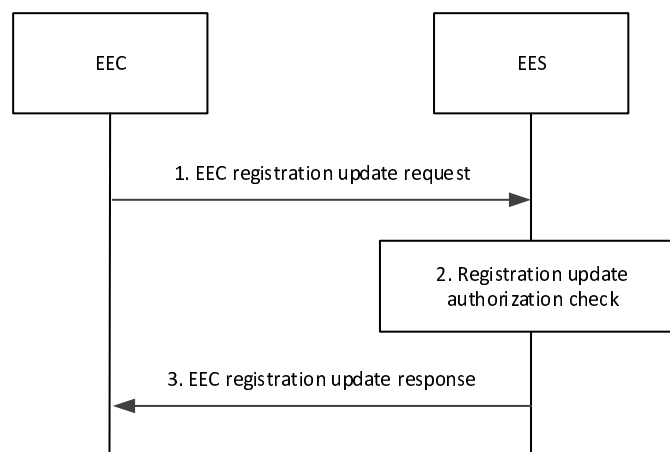 EEC
EES
1. EEC registration update request
2. Registration update
authorization check
3. EEC registration update response